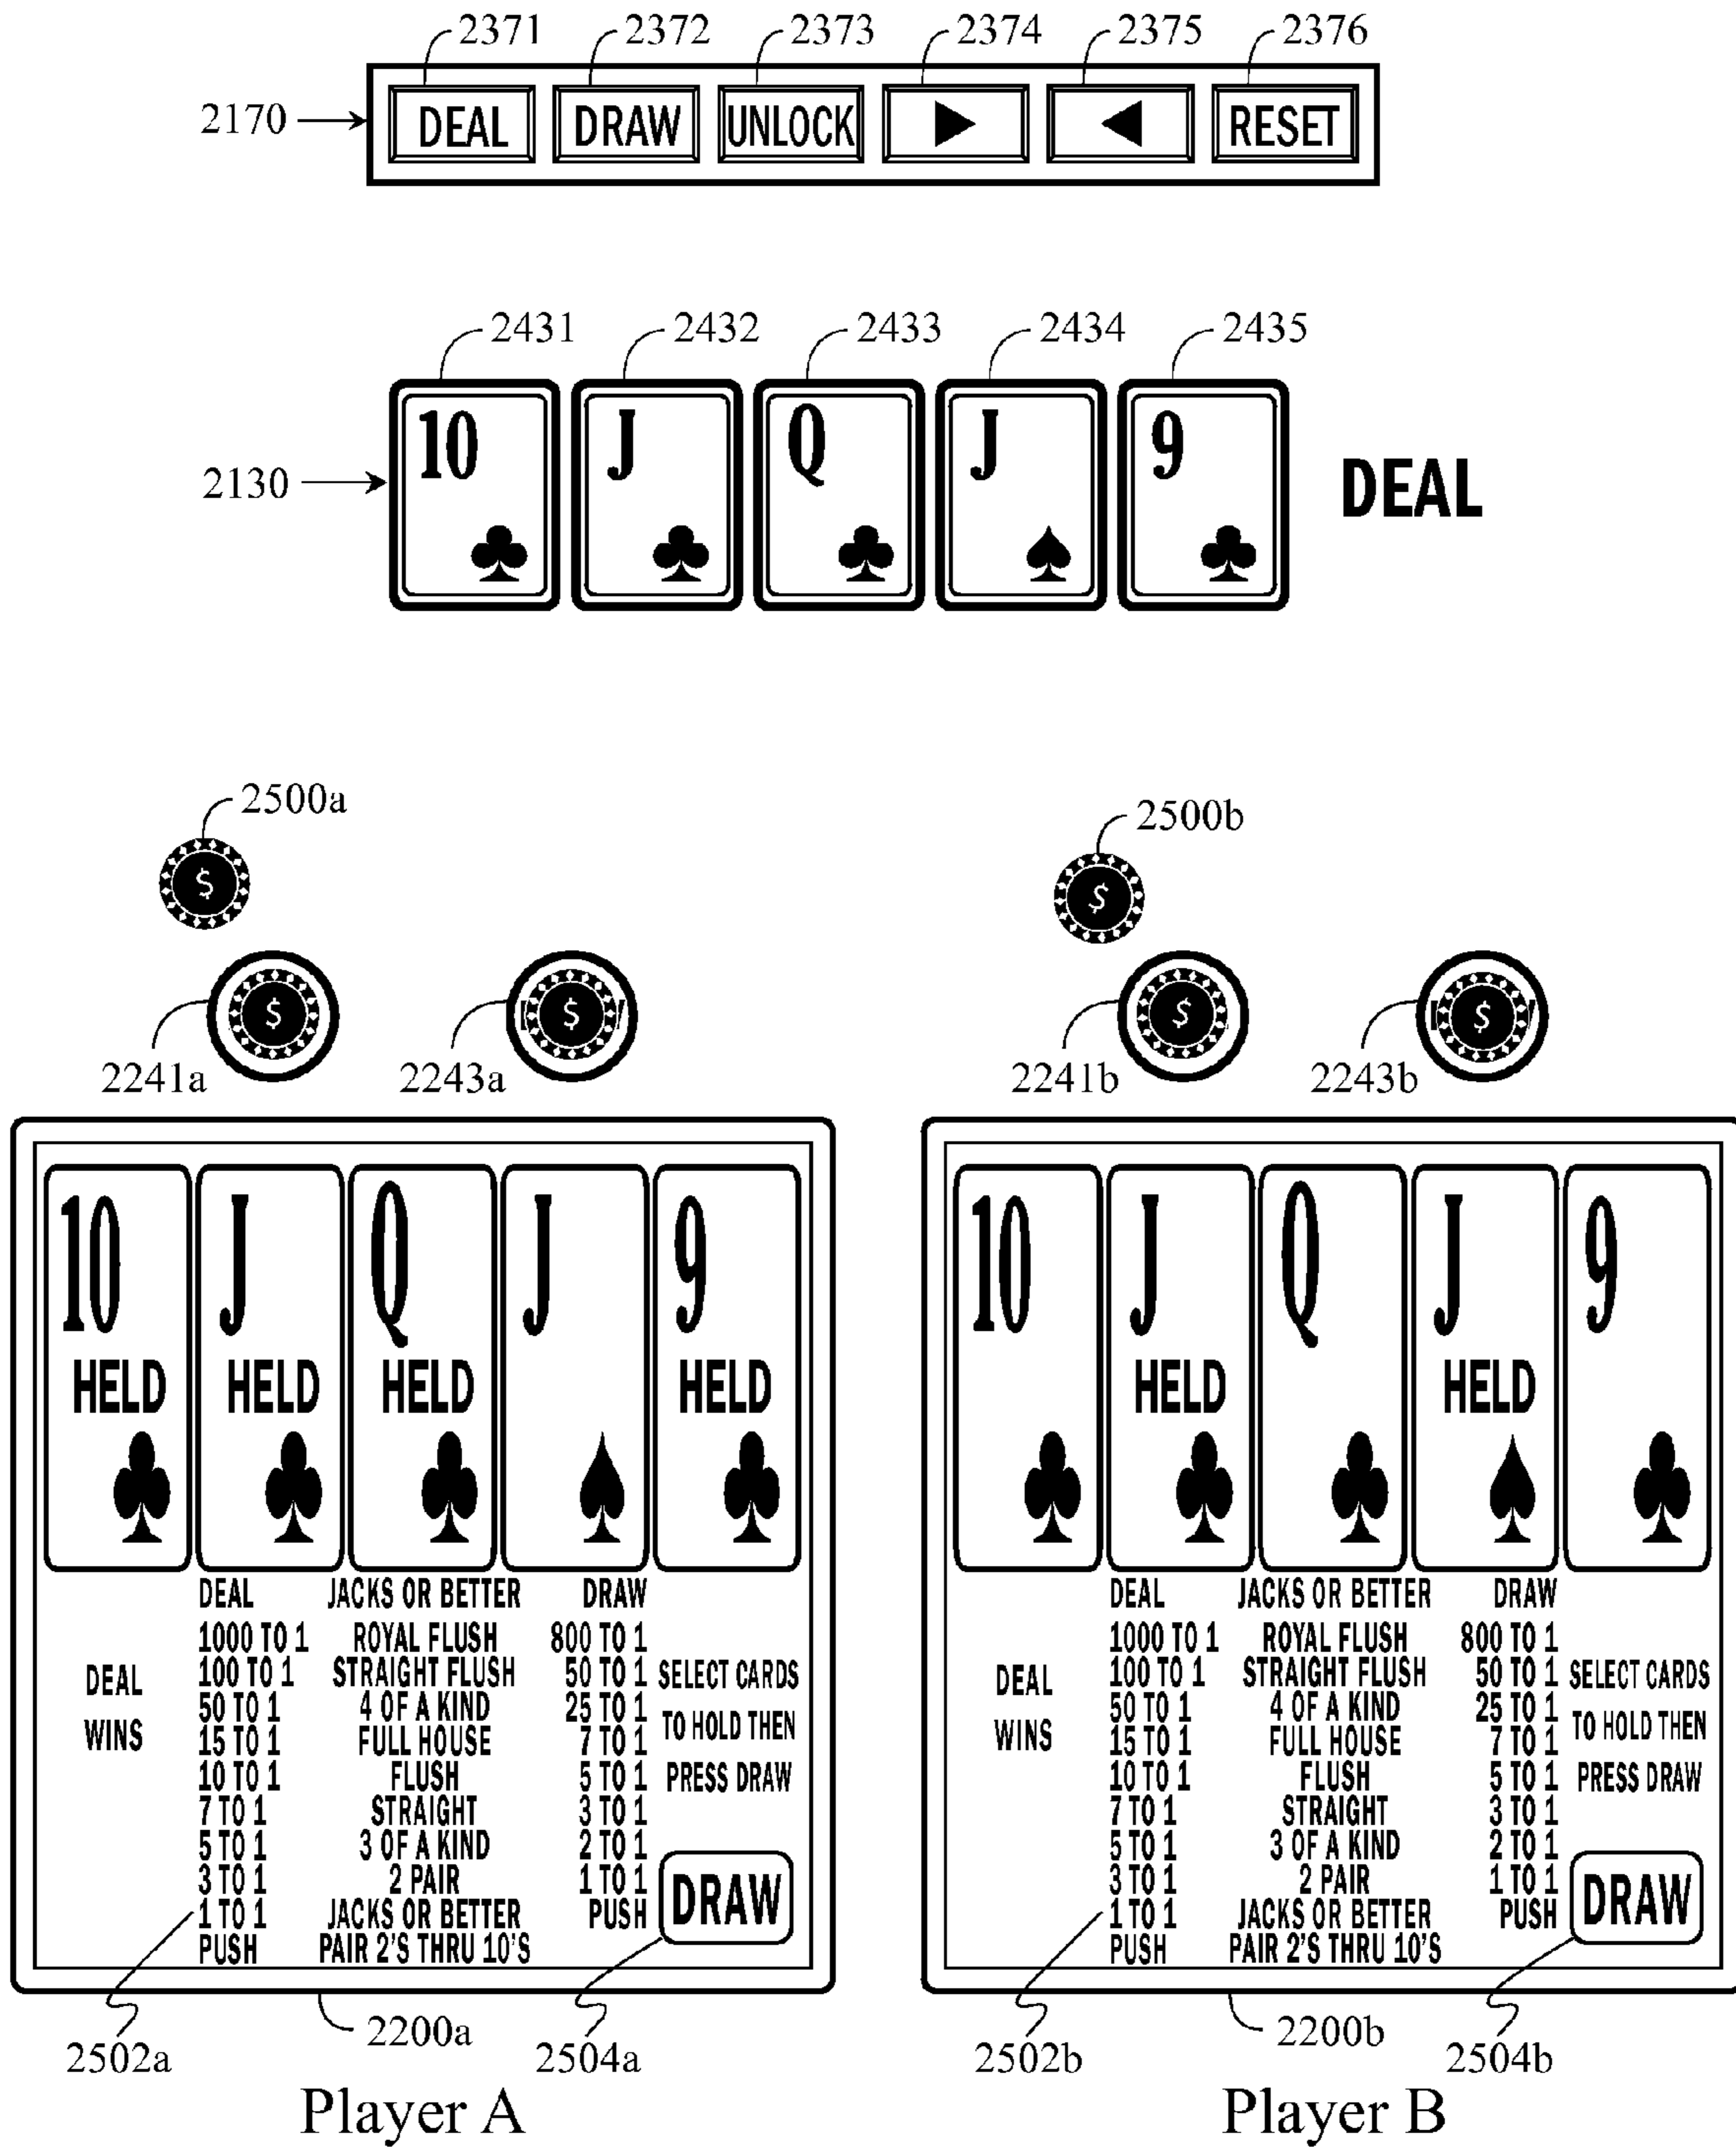 2371 2372 2373 2374 2375 2376
2170 DEAL DRAW UNLOCK RESET
2431 2432 2433 2434 2435
10 J Q J 9
2130 DEAL
2500a 2500b
$ $
$ $ $ $
2241a 2243a 2241b 2243b
10 J Q J 9 10 J Q J 9
HELD HELD HELD HELD HELD HELD
DEAL JACKS OR BETTER DRAW
1000 TO 1 ROYAL FLUSH 800 TO 1
100 TO 1 STRAIGHT FLUSH 50 TO 1
50 TO 1 4 OF A KIND 25 TO 1
15 TO 1 FULL HOUSE 7 TO 1
10 TO 1 FLUSH 5 TO 1
7 TO 1 STRAIGHT 3 TO 1
5 TO 1 3 OF A KIND 2 TO 1
3 TO 1 2 PAIR 1 TO 1
1 TO 1 JACKS OR BETTER PUSH
PUSH PAIR 2'S THRU 10'S
DEAL
WINS
SELECT CARDS
TO HOLD THEN
PRESS DRAW
DRAW
DEAL JACKS OR BETTER DRAW
1000 TO 1 ROYAL FLUSH 800 TO 1
100 TO 1 STRAIGHT FLUSH 50 TO 1
50 TO 1 4 OF A KIND 25 TO 1
15 TO 1 FULL HOUSE 7 TO 1
10 TO 1 FLUSH 5 TO 1
7 TO 1 STRAIGHT 3 TO 1
5 TO 1 3 OF A KIND 2 TO 1
3 TO 1 2 PAIR 1 TO 1
1 TO 1 JACKS OR BETTER PUSH
PUSH PAIR 2'S THRU 10'S
DEAL
WINS
SELECT CARDS
TO HOLD THEN
PRESS DRAW
DRAW
2502a 2200a 2504a 2502b 2200b 2504b
Player A Player B